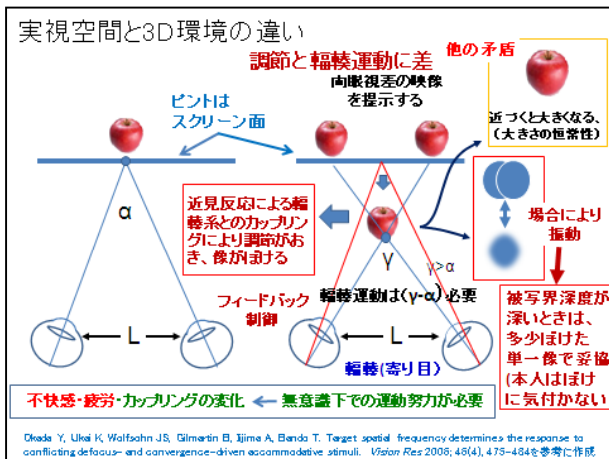 実視空間と3D環境の違い
調節と輻輳運動に差
両眼視差の映像
を提示する
他の矛盾
近づくと大きくなる、
(大きさの恒常性)
ピントは
スクリーン面
α
近見反応による輻
輳系とのカップリン
グにより調節がお
き、像がぼける
γ
γ>α
場合により
振動
輻輳運動は(γ-α)必要
フィードバック
制御
L
L
輻輳(寄り目)
被写界深度が
深いときは、
多少ぼけた
単一像で妥協
(本人はぼけ
に気付かない
不快感・疲労・カップリングの変化 ← 無意識下での運動努力が必要
Okada Y, Ukai K, Wolfsohn JS, Gilmartin B, Iijima A, Bando T. Target spatial frequency determines the response to
conflicting defocus- and convergence-driven accommodative stimuli. Vision Res 2006; 46(4), 475-484を参考に作成